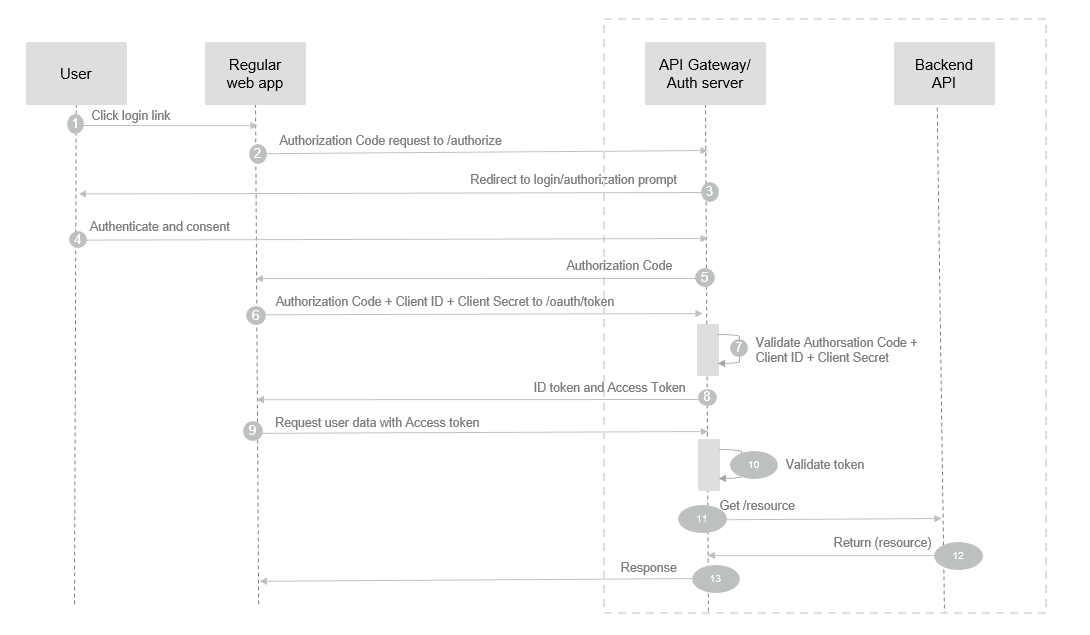 User
Regular
web app
API Gateway/
Auth server
Backend
API
1
Click login link
2
Authorization Code request to /authorize
Redirect to login/authorization prompt
3
4
Authenticate and consent
Authorization Code
5
6
Authorization Code + Client ID + Client Secret to /oauth/token
7
Validate Authorsation Code +
Client ID + Client Secret
ID token and Access Token
8
9
Request user data with Access token
10
Validate token
11
Get /resource
Return (resource)
12
Response
13